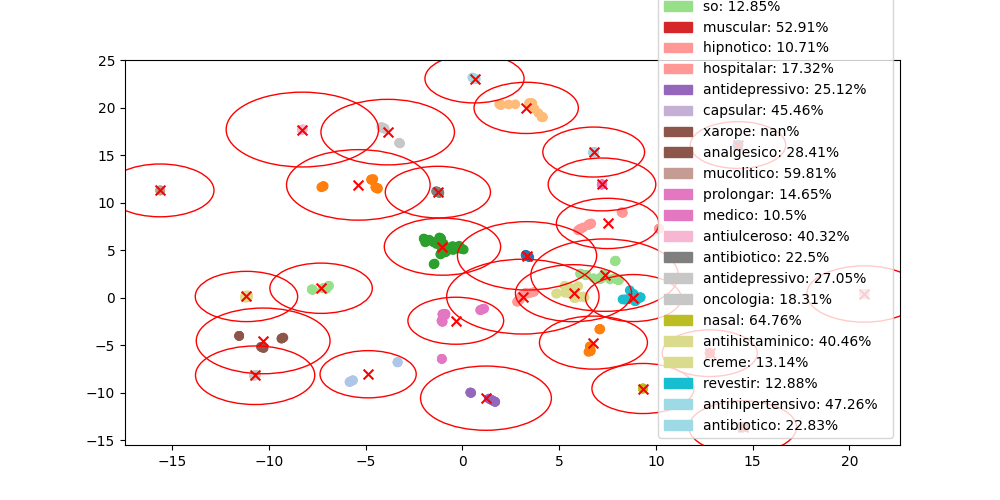 so: 12.85%
muscular: 52.91%
hipnotico: 10.71%
hospitalar: 17.32%
antidepressivo: 25.12%
capsular: 45.46%
xarope: nan%
analgesico: 28.41%
mucolitico: 59.81%
prolongar: 14.65%
medico: 10.5%
antiulceroso: 40.32%
antibiotico: 22.5%
antidepressivo: 27.05%
oncologia: 18.31%
nasal: 64.76%
antihistaminico: 40.46%
creme: 13.14%
revestir: 12.88%
antihipertensivo: 47.26%
antibiotico: 22.83%
25
20
15
10
5
0
−5
−10
−15
−15 −10 −5 0 5 10 15 20